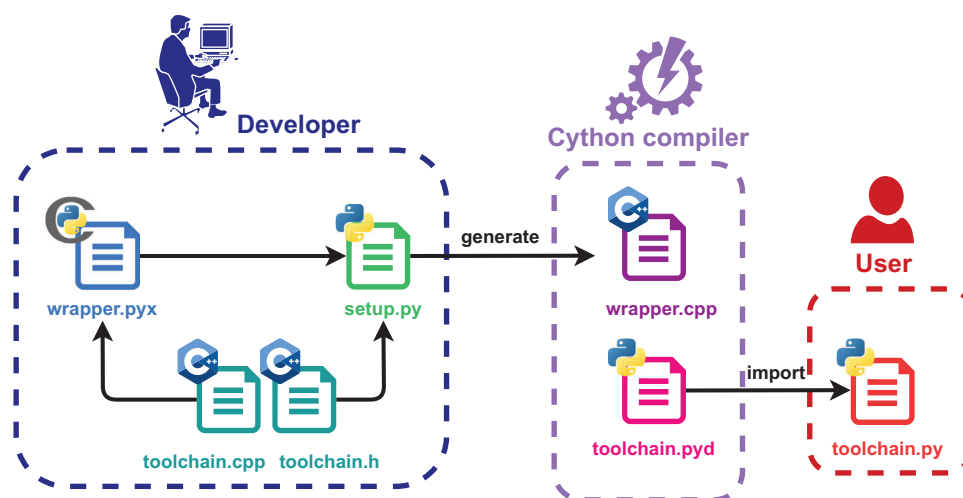 Developer
Cython compiler
User
wrapper.pyx
setup.py
generate
wrapper.cpp
toolchain.cpp
toolchain.h
toolchain.pyd
import
toolchain.py
C++
C++
C++